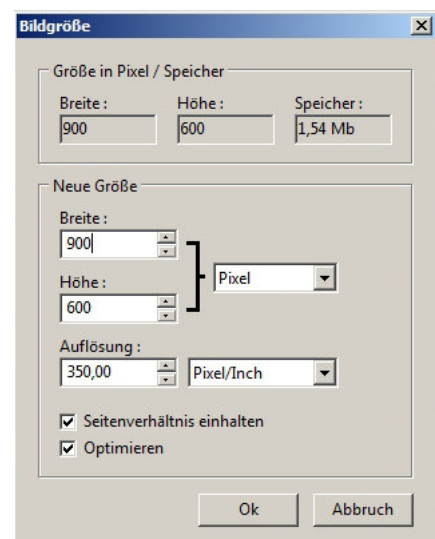 Bildgröße
Größe in Pixel / Speicher
Breite : Höhe : Speicher :
900 600 1,54 Mb
Neue Größe
Breite :
900
Pixel
Höhe :
600
Auflösung :
350,00 Pixel/Inch
Seitenverhältnis einhalten
Optimieren
Ok Abbruch